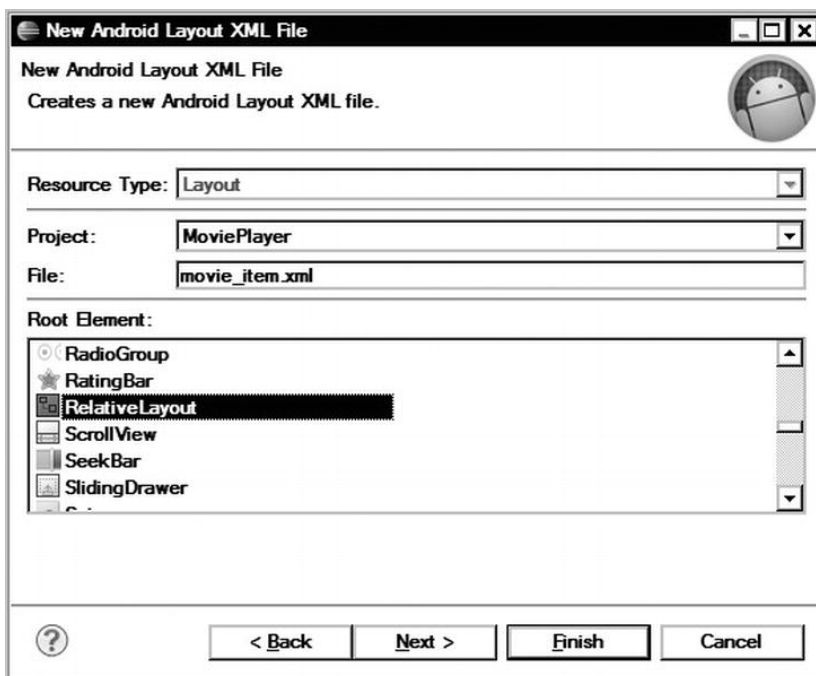 New Android Layout XML File
New Android Layout XML File
Creates a new Android Layout XML file.
Resource Type: Layout
Project: MoviePlayer
File: movie_item.xml
Root Element:
RadioGroup
RatingBar
RelativeLayout
ScrollView
SeekBar
SlidingDrawer
? < Back Next > Finish Cancel